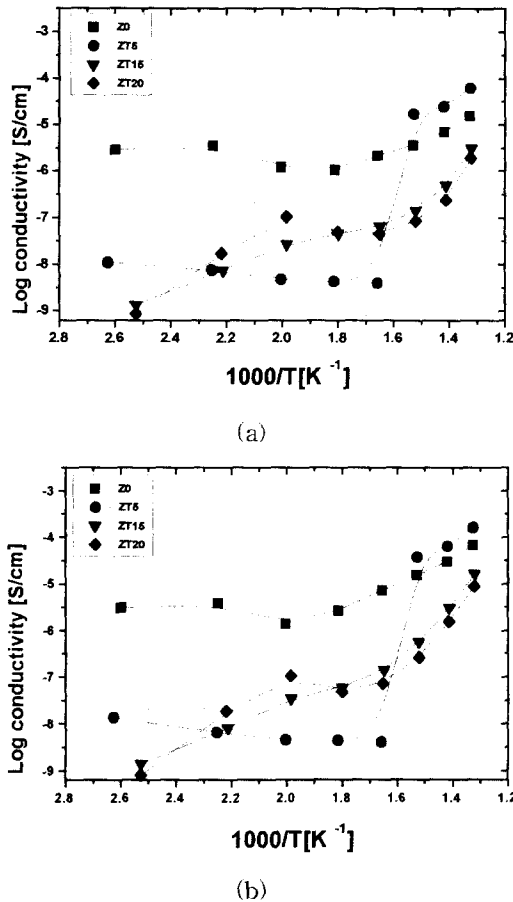 -3
-4
-5
-6
-7
-8
-9
Log conductivity [S/cm]
Z0
ZT5
ZT15
ZT20
2.8 2.6 2.4 2.2 2.0 1.8 1.6 1.4 1.2
1000/T[K⁻¹]
(a)
-3
-4
-5
-6
-7
-8
-9
Log conductivity [S/cm]
Z0
ZT5
ZT15
ZT20
2.8 2.6 2.4 2.2 2.0 1.8 1.6 1.4 1.2
1000/T[K⁻¹]
(b)